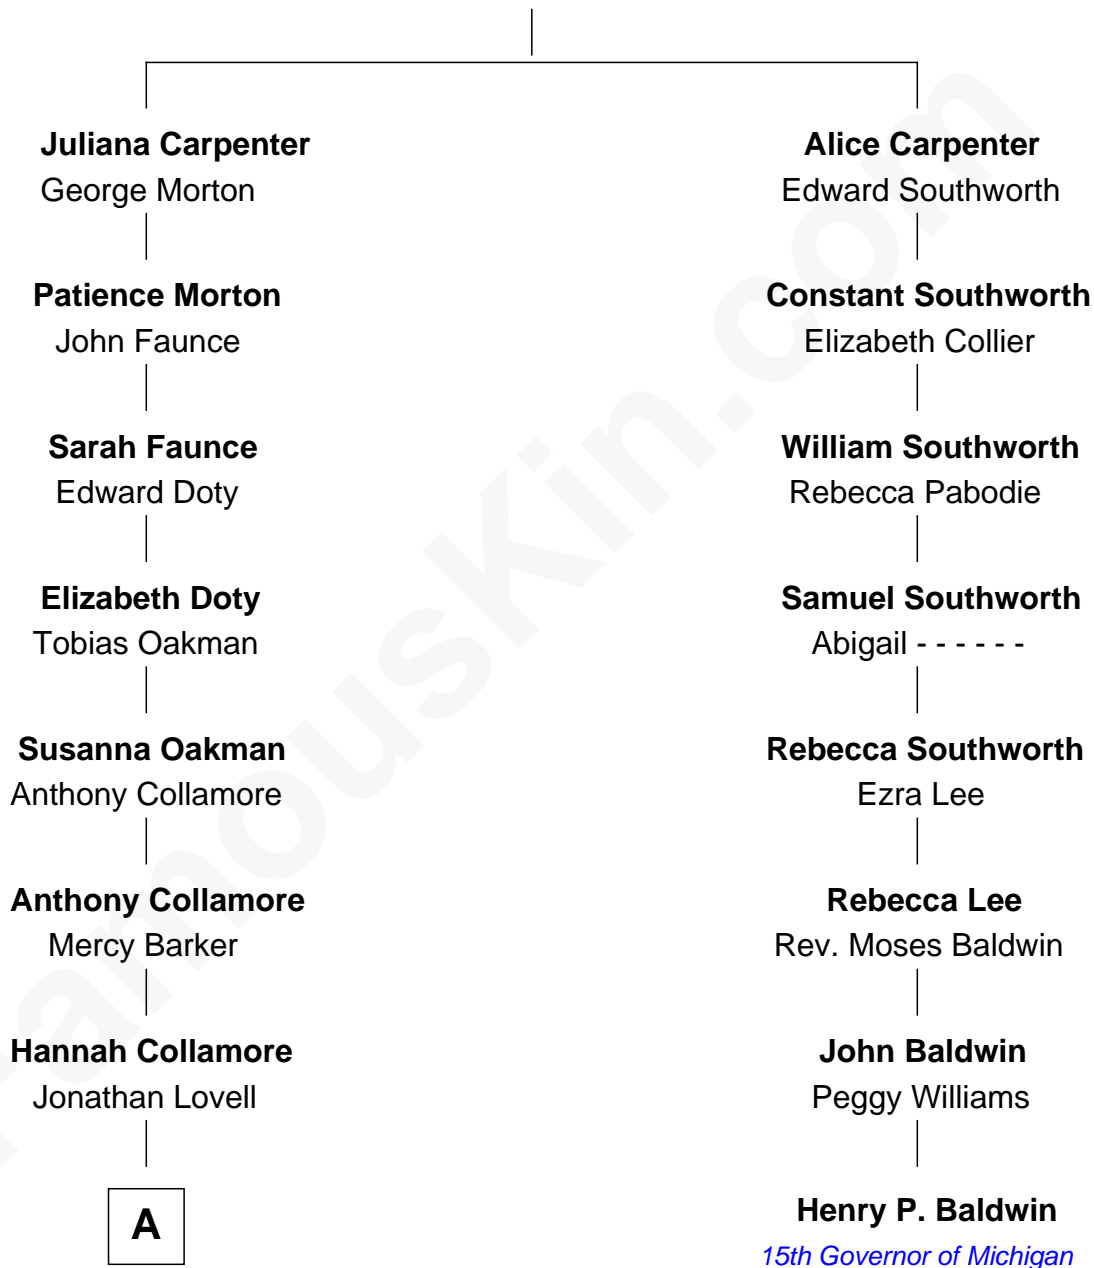 Juliana Carpenter
George Morton
Patience Morton
John Faunce
Sarah Faunce
Edward Doty
Elizabeth Doty
Tobias Oakman
Susanna Oakman
Anthony Collamore
Anthony Collamore
Mercy Barker
Hannah Collamore
Jonathan Lovell
A
Alice Carpenter
Edward Southworth
Constant Southworth
Elizabeth Collier
William Southworth
Rebecca Pabodie
Samuel Southworth
Abigail - - - - - -
Rebecca Southworth
Ezra Lee
Rebecca Lee
Rev. Moses Baldwin
John Baldwin
Peggy Williams
Henry P. Baldwin
15th Governor of Michigan
FamousKin.com